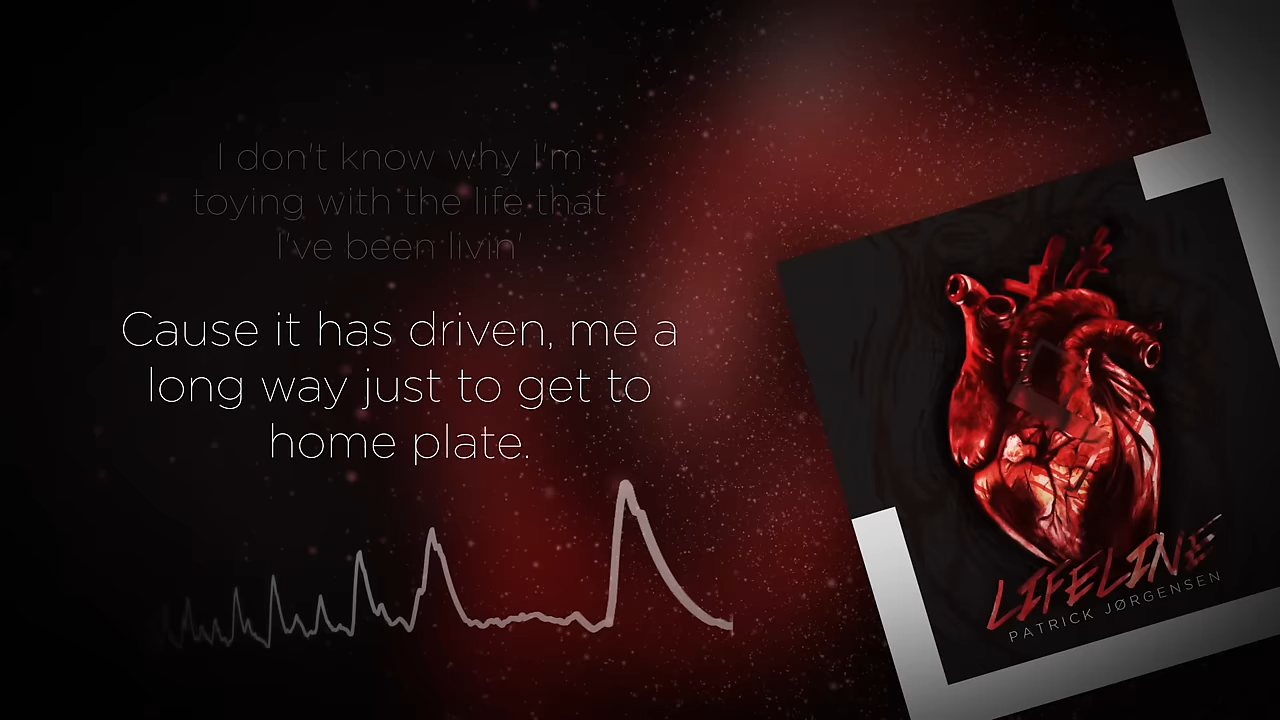 I don't know why I'm
toying with the life that
I've been livin'
Cause it has driven, me a
long way just to get to
home plate.
LIFELINE
PATRICK JØRGENSEN